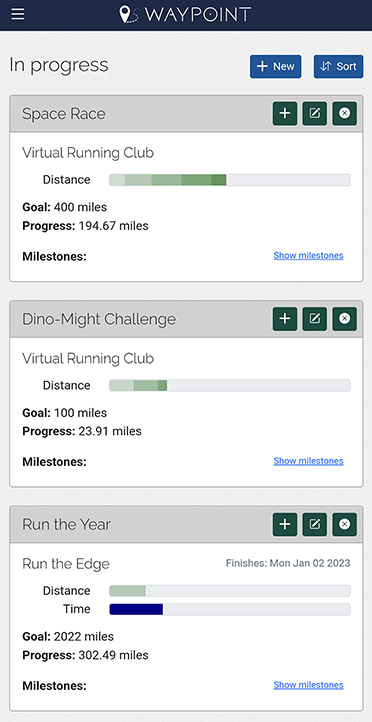 WAYPOINT
In progress
New
Sort
Space Race
Virtual Running Club
Distance
Goal: 400 miles
Progress: 194.67 miles
Milestones:
Show milestones
Dino-Might Challenge
Virtual Running Club
Distance
Goal: 100 miles
Progress: 23.91 miles
Milestones:
Show milestones
Run the Year
Run the Edge
Finishes: Mon Jan 02 2023
Distance
Time
Goal: 2022 miles
Progress: 302.49 miles
Milestones:
Show milestones